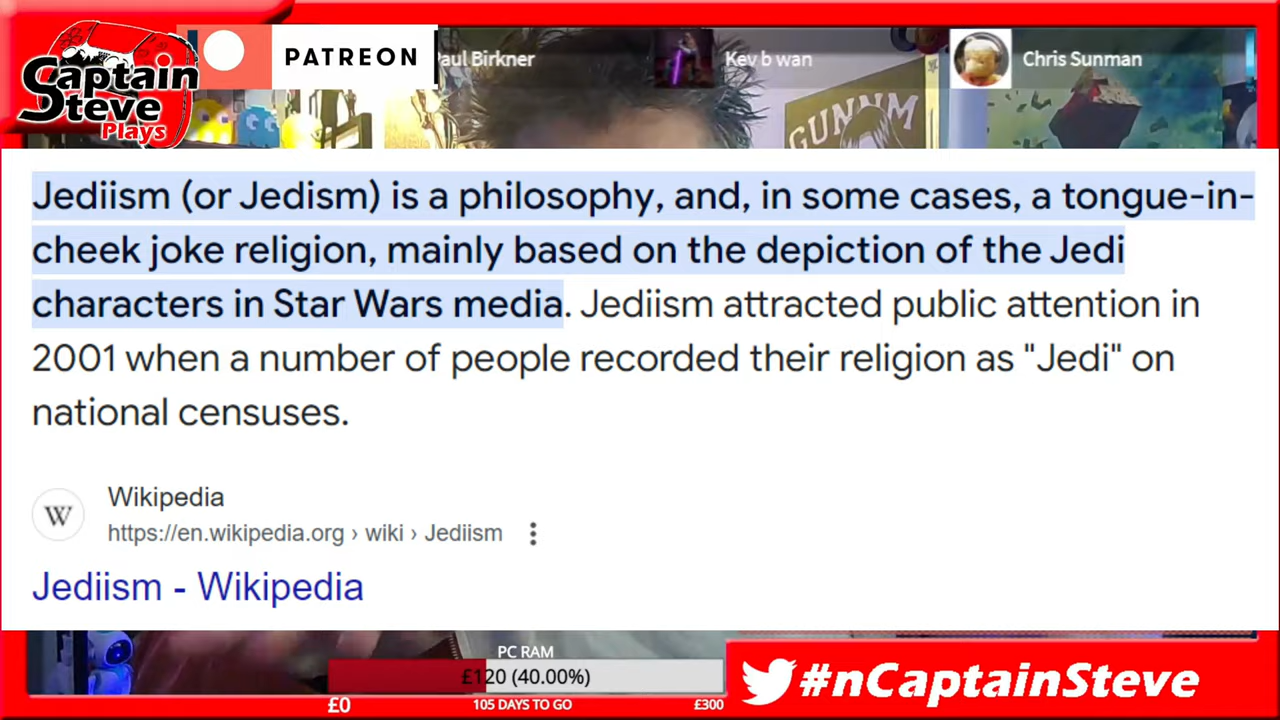 Captain
Steve
Plays
PATREON
aul Birkner
Kev b wan
Chris Sunman
GUNNM
Jediism (or Jedism) is a philosophy, and, in some cases, a tongue-in-
cheek joke religion, mainly based on the depiction of the Jedi
characters in Star Wars media. Jediism attracted public attention in
2001 when a number of people recorded their religion as "Jedi" on
national censuses.
W
Wikipedia
https://en.wikipedia.org › wiki › Jediism
Jediism - Wikipedia
PC RAM
£120 (40.00%)
£0
105 DAYS TO GO
£300
#nCaptainSteve